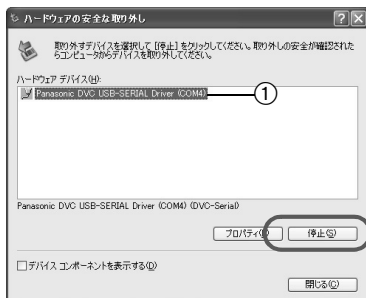 ハードウェアの安全な取り外し
取り外すデバイスを選択して [停止] をクリックしてください。取り外しの安全が確認された
らコンピュータからデバイスを取り外してください。
ハードウェア デバイス(H):
Panasonic DVC USB-SERIAL Driver (COM4)
①
Panasonic DVC USB-SERIAL Driver (COM4) (DVC-Serial)
プロパティ(P) 停止(S)
デバイス コンポーネントを表示する(D)
閉じる(C)